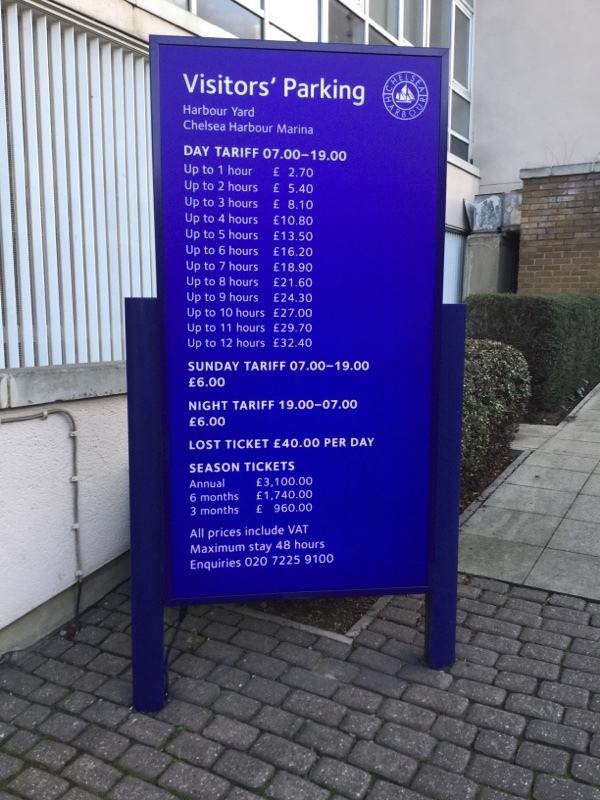 Visitors' Parking
CHELSEA HARBOUR
Harbour Yard
Chelsea Harbour Marina
DAY TARIFF 07.00–19.00
Up to 1 hour £ 2.70
Up to 2 hours £ 5.40
Up to 3 hours £ 8.10
Up to 4 hours £10.80
Up to 5 hours £13.50
Up to 6 hours £16.20
Up to 7 hours £18.90
Up to 8 hours £21.60
Up to 9 hours £24.30
Up to 10 hours £27.00
Up to 11 hours £29.70
Up to 12 hours £32.40
SUNDAY TARIFF 07.00–19.00
£6.00
NIGHT TARIFF 19.00–07.00
£6.00
LOST TICKET £40.00 PER DAY
SEASON TICKETS
Annual £3,100.00
6 months £1,740.00
3 months £ 960.00
All prices include VAT
Maximum stay 48 hours
Enquiries 020 7225 9100